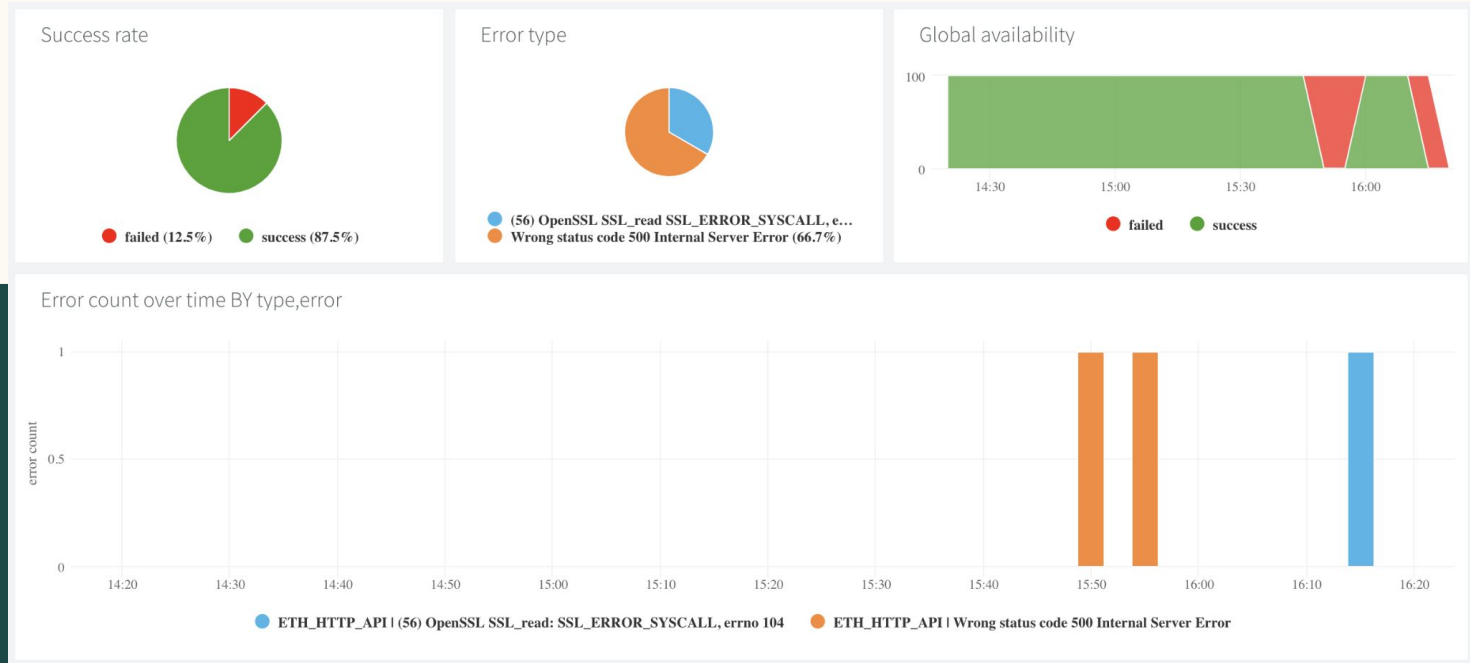 Success rate
failed (12.5%)
success (87.5%)
Error type
(56) OpenSSL SSL_read SSL_ERROR_SYSCALL, e…
Wrong status code 500 Internal Server Error (66.7%)
Global availability
100
0
14:30 15:00 15:30 16:00
failed
success
Error count over time BY type,error
error count
1
0.5
0
14:20 14:30 14:40 14:50 15:00 15:10 15:20 15:30 15:40 15:50 16:00 16:10 16:20
ETH_HTTP_API | (56) OpenSSL SSL_read: SSL_ERROR_SYSCALL, errno 104
ETH_HTTP_API | Wrong status code 500 Internal Server Error